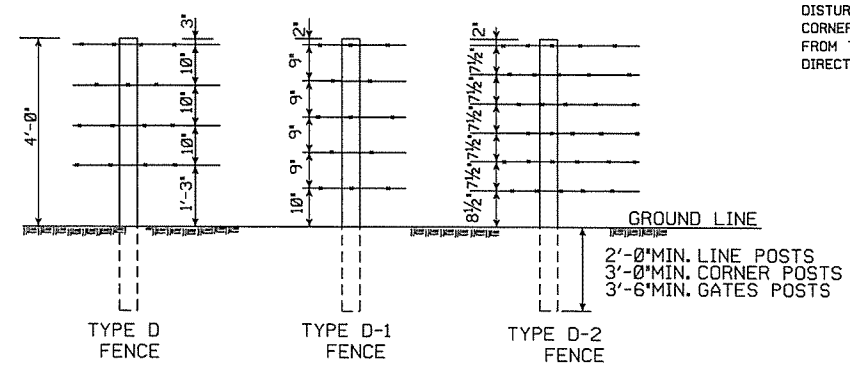 DISTUR
CORNER
FROM T
DIRECT
3"
10"
10"
10"
1'-3"
4'-0"
TYPE D
FENCE
2"
9"
9"
9"
9"
10"
TYPE D-1
FENCE
2"
7½"
7½"
7½"
7½"
7½"
8½"
TYPE D-2
FENCE
GROUND LINE
2'-0"MIN. LINE POSTS
3'-0"MIN. CORNER POSTS
3'-6"MIN. GATES POSTS